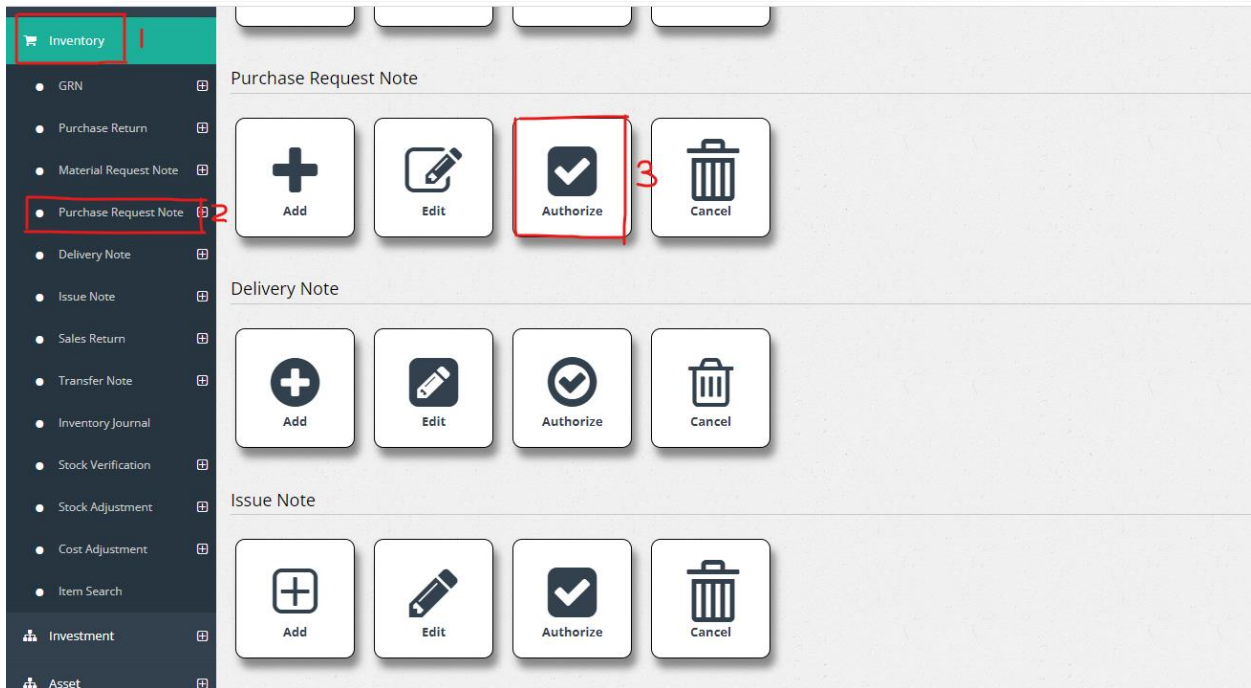 Inventory
1
GRN
Purchase Return
Material Request Note
Purchase Request Note
2
Delivery Note
Issue Note
Sales Return
Transfer Note
Inventory Journal
Stock Verification
Stock Adjustment
Cost Adjustment
Item Search
Investment
Asset
Purchase Request Note
Add
Edit
Authorize
3
Cancel
Delivery Note
Add
Edit
Authorize
Cancel
Issue Note
Add
Edit
Authorize
Cancel